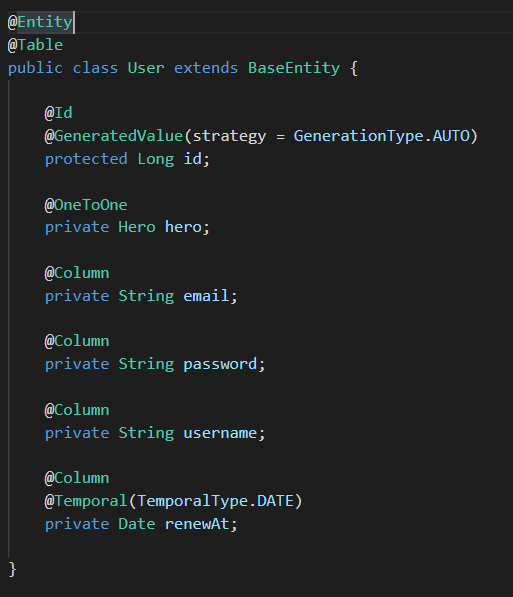 @Entity
@Table
public class User extends BaseEntity {
@Id
@GeneratedValue(strategy = GenerationType.AUTO)
protected Long id;
@OneToOne
private Hero hero;
@Column
private String email;
@Column
private String password;
@Column
private String username;
@Column
@Temporal(TemporalType.DATE)
private Date renewAt;
}